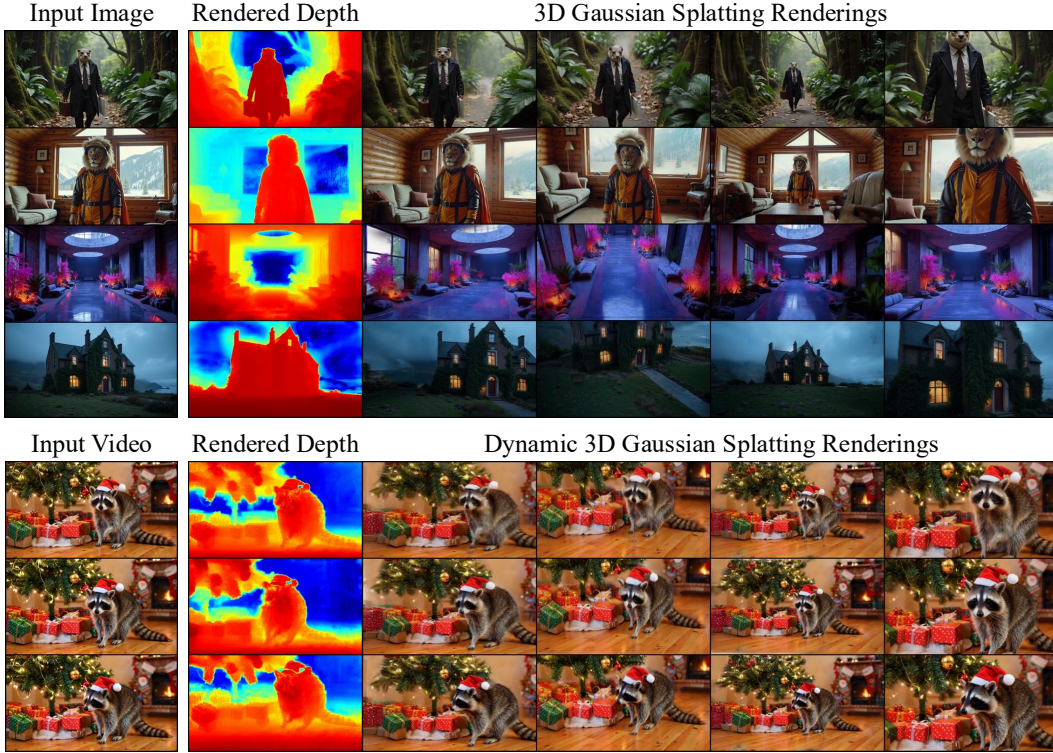 Input Image
Rendered Depth
3D Gaussian Splatting Renderings
Input Video
Rendered Depth
Dynamic 3D Gaussian Splatting Renderings